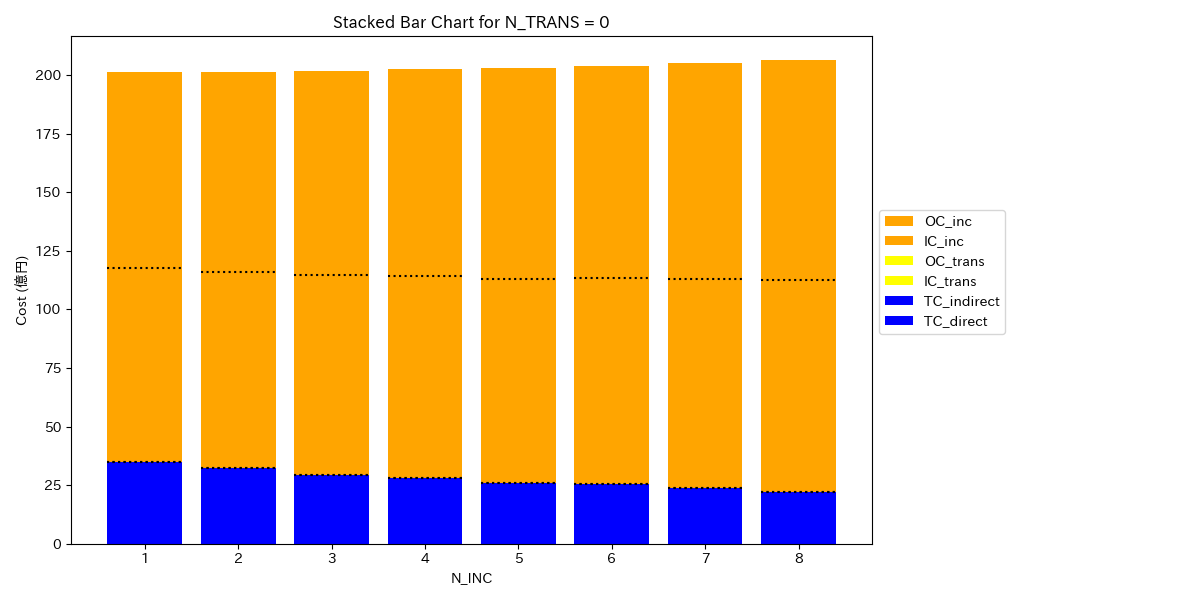 Stacked Bar Chart for N_TRANS = 0
Cost (億円)
200
175
150
125
100
75
50
25
0
1 2 3 4 5 6 7 8
N_INC
OC_inc
IC_inc
OC_trans
IC_trans
TC_indirect
TC_direct